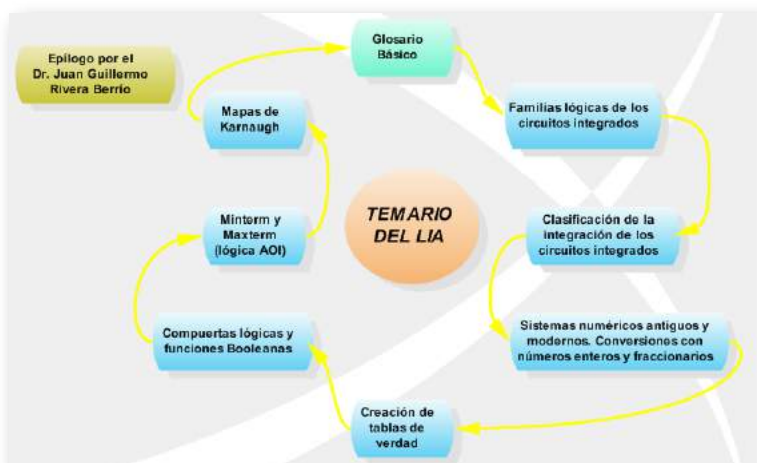 Epílogo por el
Dr. Juan Guillermo
Rivera Berrío
Glosario
Básico
Familias lógicas de los
circuitos integrados
Clasificación de la
integración de los
circuitos integrados
Sistemas numéricos antiguos y
modernos. Conversiones con
números enteros y fraccionarios
Creación de
tablas de
verdad
Compuertas lógicas y
funciones Booleanas
Minterm y
Maxterm
(lógica AOI)
Mapas de
Karnaugh
TEMARIO
DEL LIA